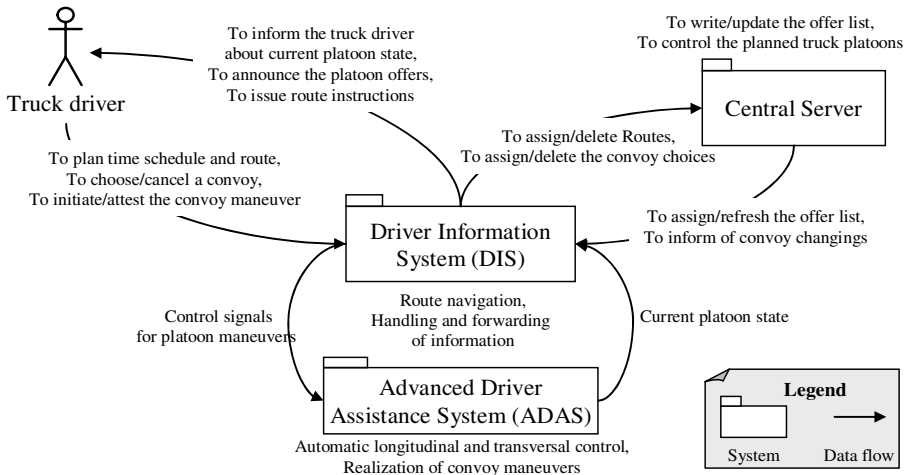 To inform the truck driver
about current platoon state,
To announce the platoon offers,
To issue route instructions
To write/update the offer list,
To control the planned truck platoons
Truck driver
Central Server
To assign/delete Routes,
To assign/delete the convoy choices
To plan time schedule and route,
To choose/cancel a convoy,
To initiate/attest the convoy maneuver
To assign/refresh the offer list,
To inform of convoy changings
Driver Information
System (DIS)
Route navigation,
Handling and forwarding
of information
Control signals
for platoon maneuvers
Current platoon state
Advanced Driver
Assistance System (ADAS)
Automatic longitudinal and transversal control,
Realization of convoy maneuvers
Legend
System
Data flow